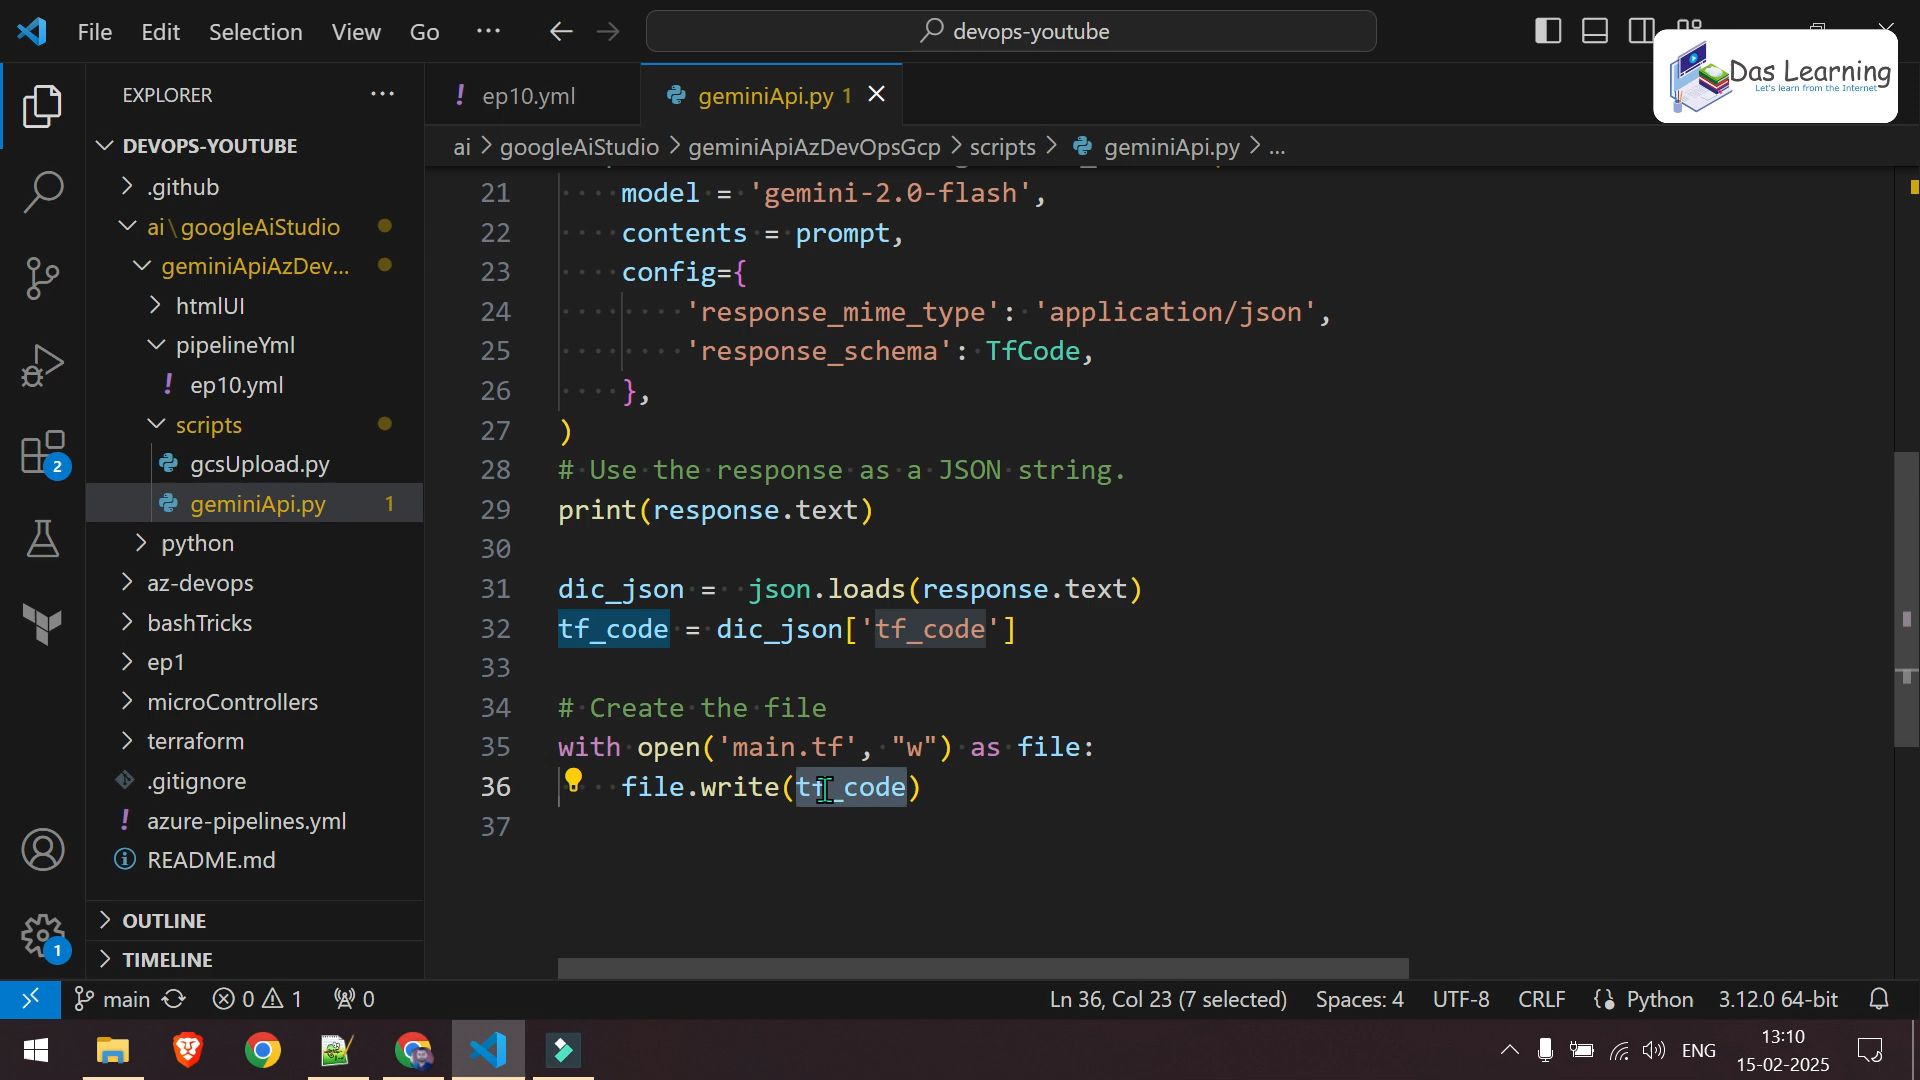 File Edit Selection View Go ···
devops-youtube
Das Learning
Let's learn from the Internet
EXPLORER
ep10.yml
geminiApi.py 1
ai > googleAiStudio > geminiApiAzDevOpsGcp > scripts > geminiApi.py > ...
DEVOPS-YOUTUBE
.github
ai\googleAiStudio
geminiApiAzDev...
htmlUI
pipelineYml
ep10.yml
scripts
gcsUpload.py
geminiApi.py 1
python
az-devops
bashTricks
ep1
microControllers
terraform
.gitignore
azure-pipelines.yml
README.md
OUTLINE
TIMELINE
2
1
21 model = 'gemini-2.0-flash',
22 contents = prompt,
23 config={
24 'response_mime_type': 'application/json',
25 'response_schema': TfCode,
26 },
27 )
28 # Use the response as a JSON string.
29 print(response.text)
30
31 dic_json = json.loads(response.text)
32 tf_code = dic_json['tf_code']
33
34 # Create the file
35 with open('main.tf', "w") as file:
36 file.write(tf_code)
37
main 0 1 0
Ln 36, Col 23 (7 selected) Spaces: 4 UTF-8 CRLF Python 3.12.0 64-bit
ENG
13:10
15-02-2025